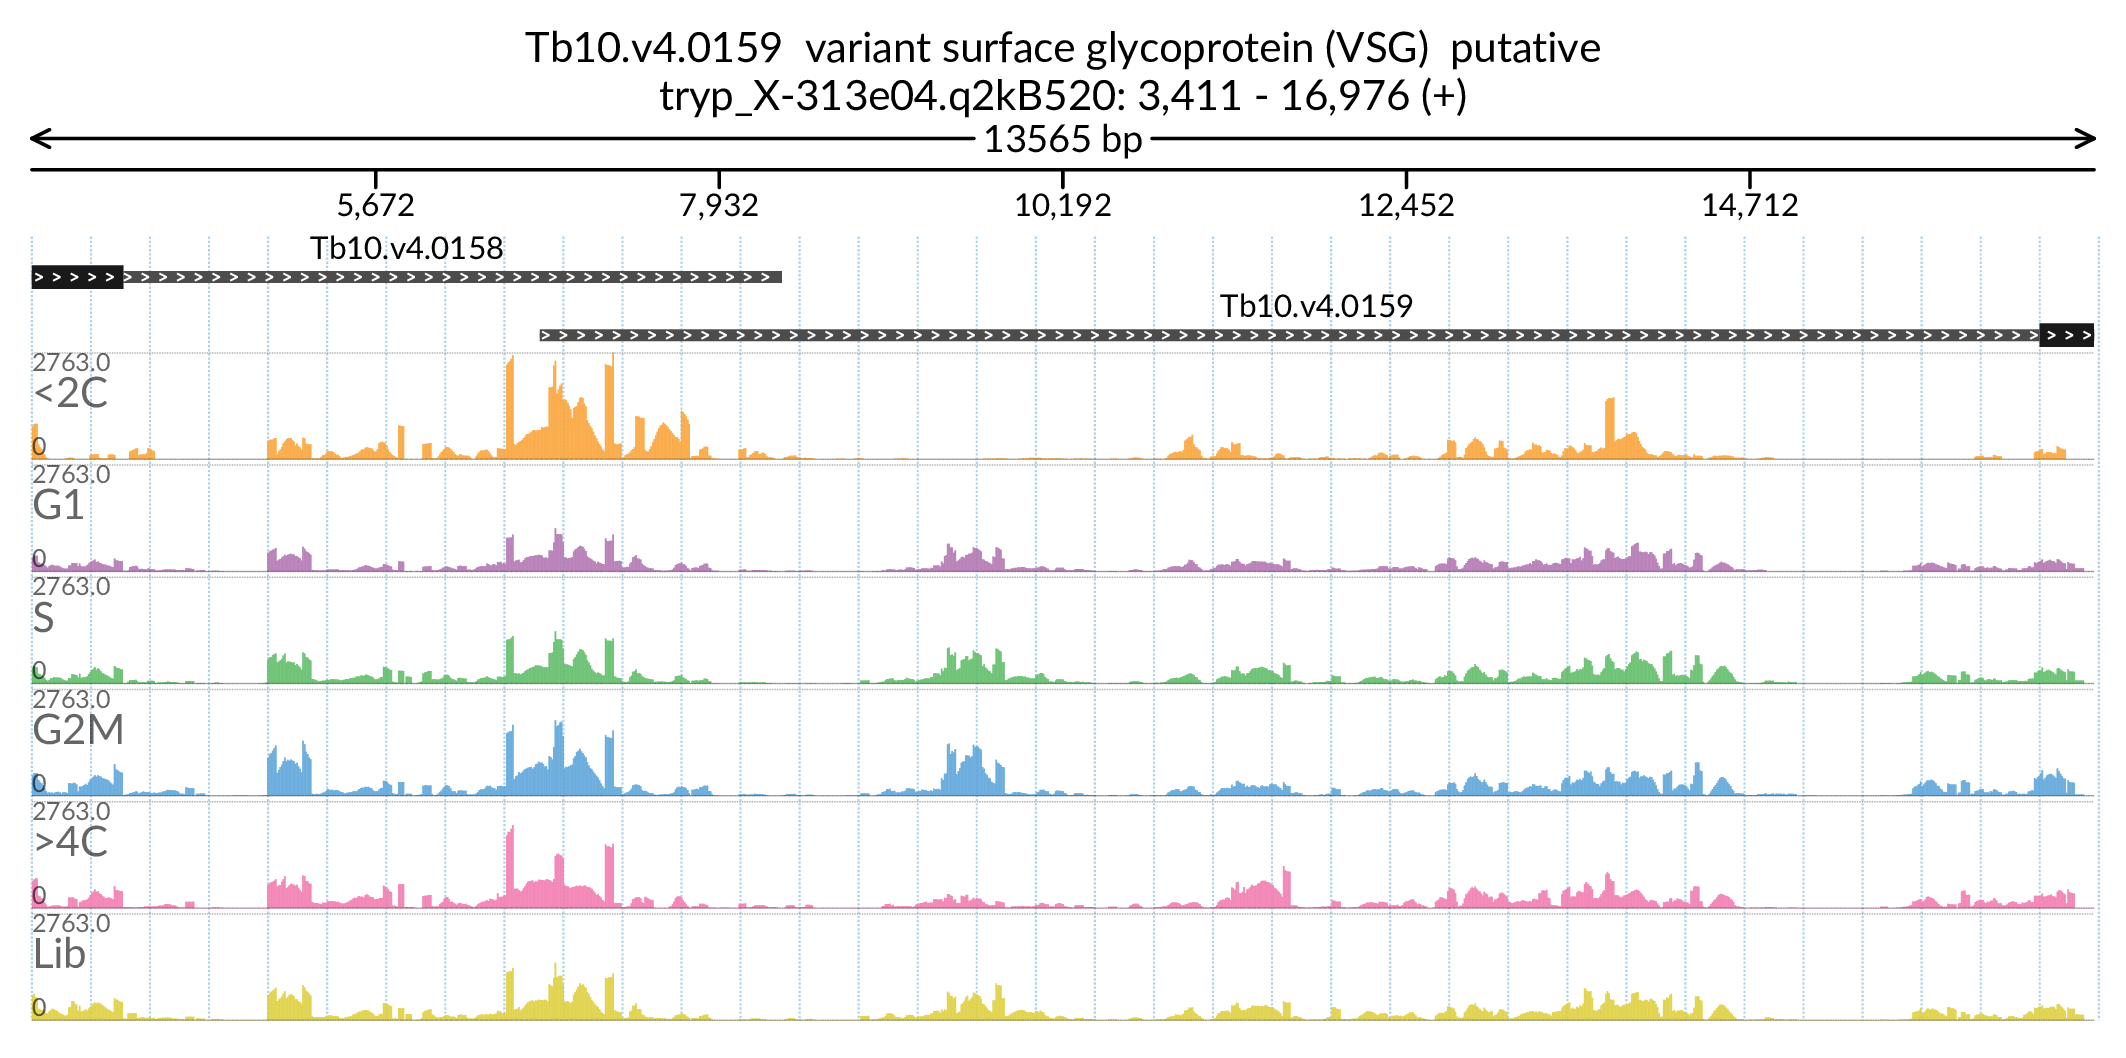 Tb10.v4.0159  variant surface glycoprotein (VSG)  putative
tryp_X-313e04.q2kB520: 3,411 - 16,976 (+)
13565 bp
5,672 7,932 10,192 12,452 14,712
Tb10.v4.0158
Tb10.v4.0159
2763.0
<2C
0
2763.0
G1
0
2763.0
S
0
2763.0
G2M
0
2763.0
>4C
0
2763.0
Lib
0